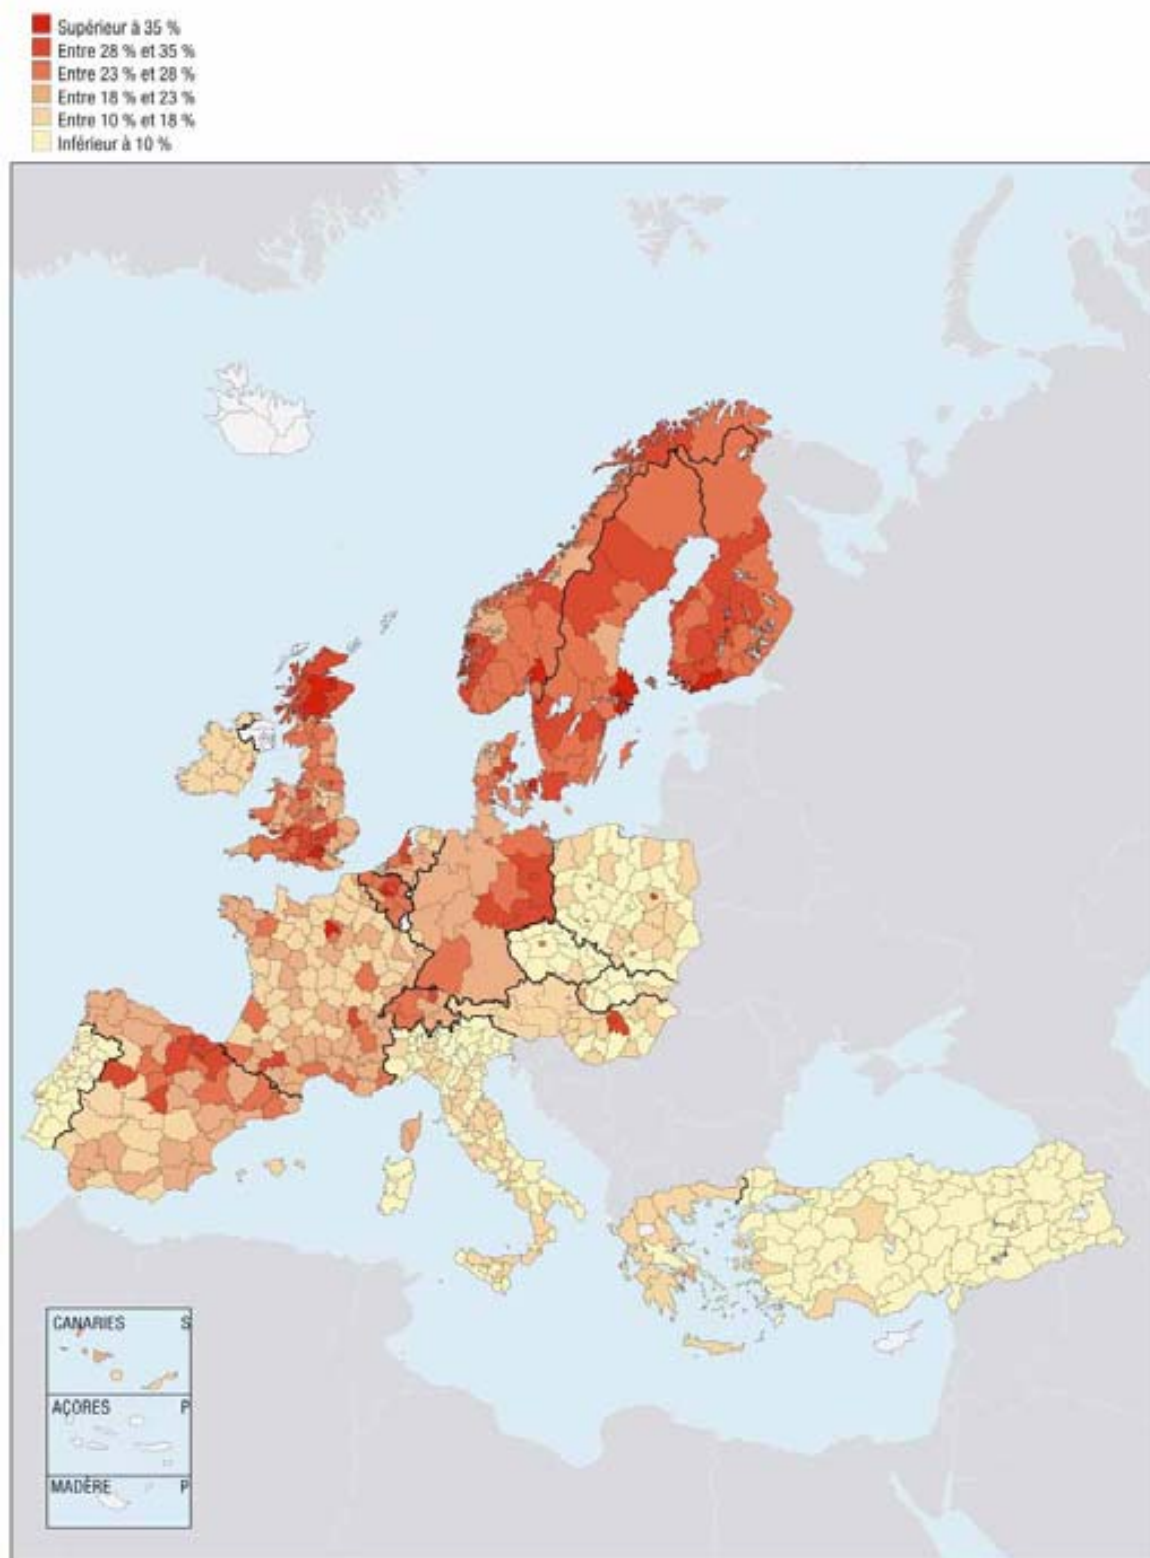 Supérieur à 35 %
Entre 28 % et 35 %
Entre 23 % et 28 %
Entre 18 % et 23 %
Entre 10 % et 18 %
Inférieur à 10 %
CANARIES S
AÇORES P
MADÈRE P